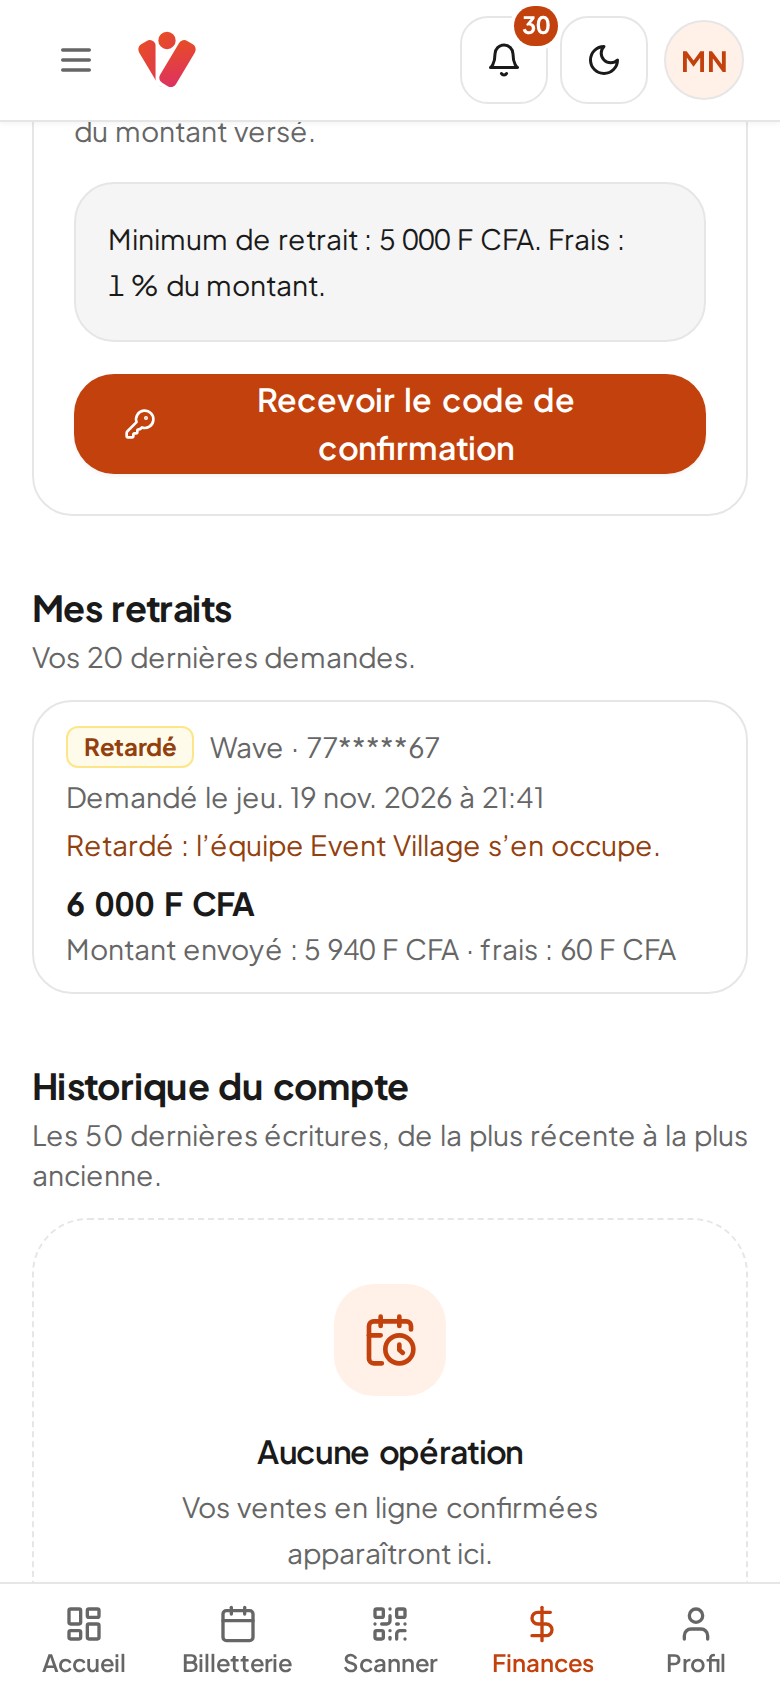 30
MN
du montant versé.
Minimum de retrait : 5 000 F CFA. Frais :
1 % du montant.
Recevoir le code de
confirmation
Mes retraits
Vos 20 dernières demandes.
Retardé Wave · 77*****67
Demandé le jeu. 19 nov. 2026 à 21:41
Retardé : l’équipe Event Village s’en occupe.
6 000 F CFA
Montant envoyé : 5 940 F CFA · frais : 60 F CFA
Historique du compte
Les 50 dernières écritures, de la plus récente à la plus
ancienne.
Aucune opération
Vos ventes en ligne confirmées
apparaîtront ici.
Accueil Billetterie Scanner Finances Profil